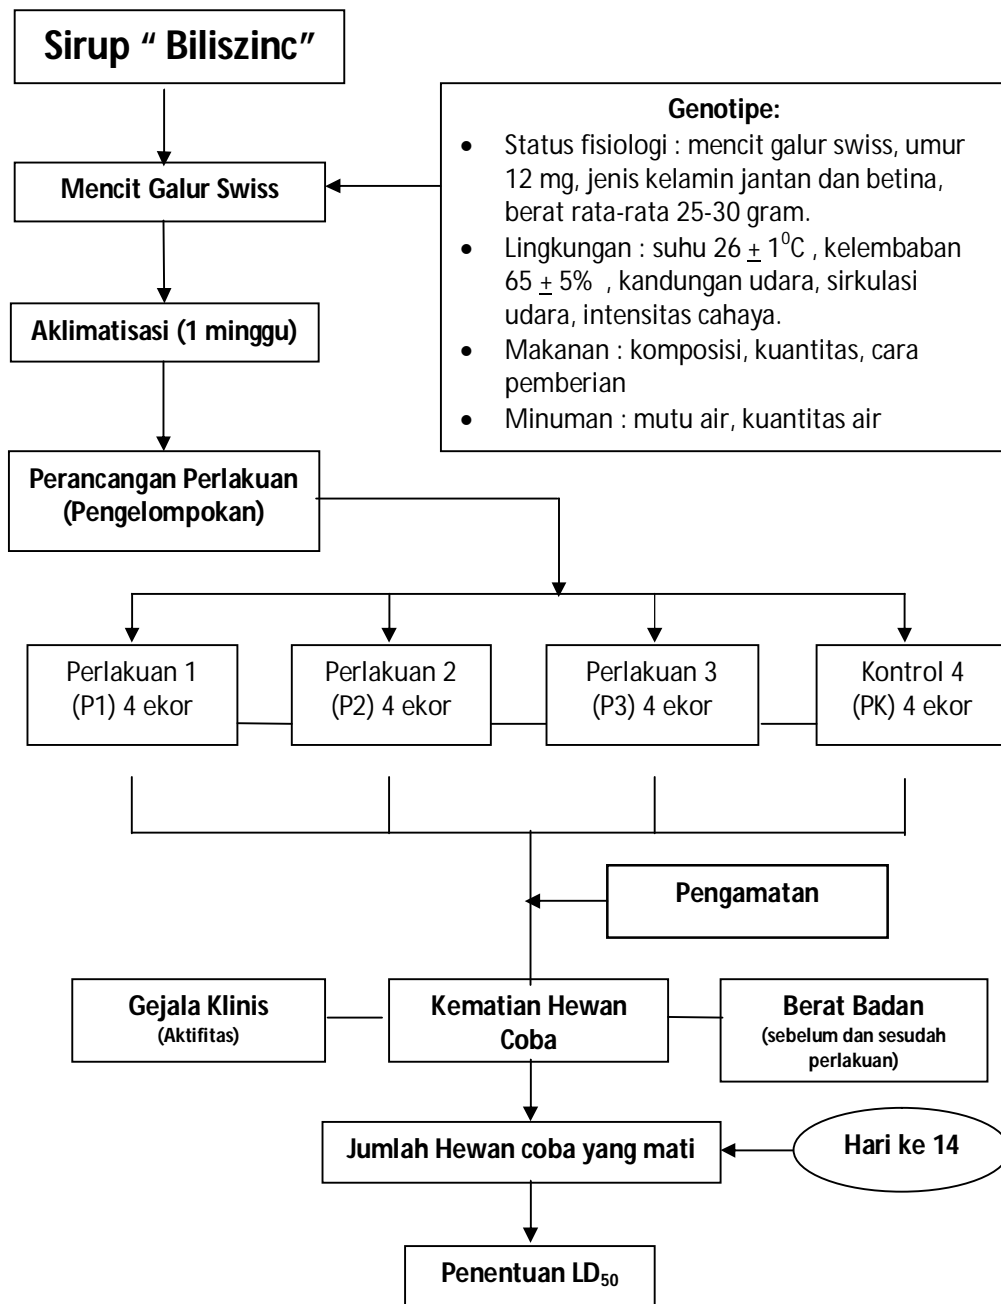 Sirup “ Biliszinc”
Genotipe:
• Status fisiologi : mencit galur swiss, umur
12 mg, jenis kelamin jantan dan betina,
berat rata-rata 25-30 gram.
• Lingkungan : suhu 26 ± 1⁰C , kelembaban
65 ± 5% , kandungan udara, sirkulasi
udara, intensitas cahaya.
• Makanan : komposisi, kuantitas, cara
pemberian
• Minuman : mutu air, kuantitas air
Mencit Galur Swiss
Aklimatisasi (1 minggu)
Perancangan Perlakuan
(Pengelompokan)
Perlakuan 1
(P1) 4 ekor
Perlakuan 2
(P2) 4 ekor
Perlakuan 3
(P3) 4 ekor
Kontrol 4
(PK) 4 ekor
Pengamatan
Gejala Klinis
(Aktifitas)
Kematian Hewan
Coba
Berat Badan
(sebelum dan sesudah
perlakuan)
Jumlah Hewan coba yang mati
Hari ke 14
Penentuan LD₅₀